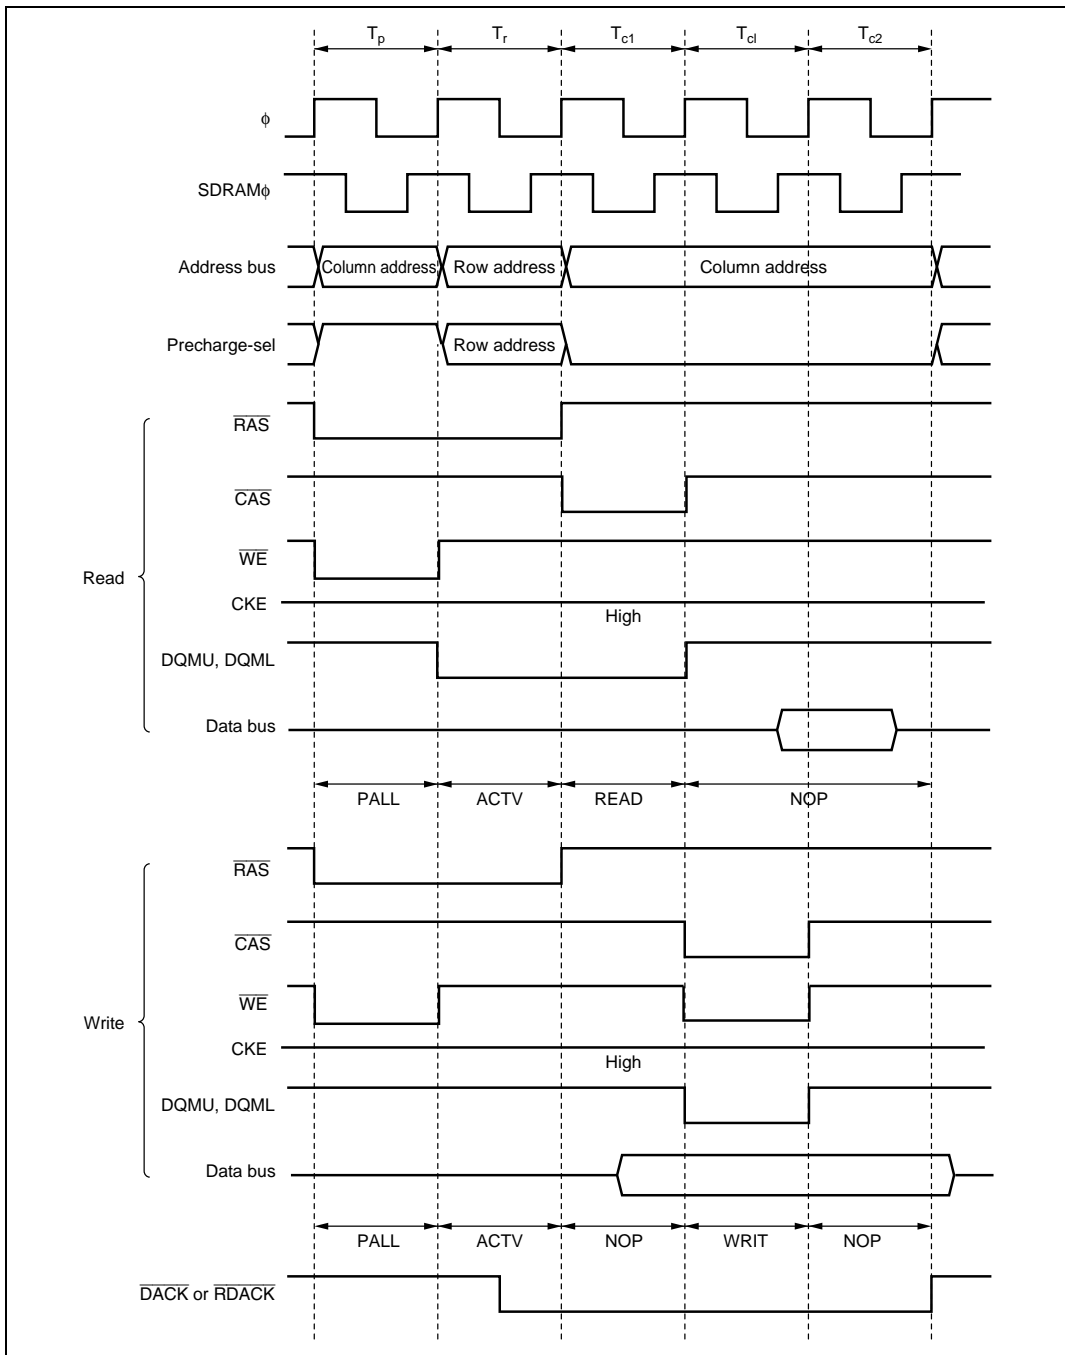 Tp Tr Tc1 Tcl Tc2
ϕ
SDRAMϕ
Address bus Column address Row address Column address
Precharge-sel Row address
RAS
CAS
WE
Read
CKE
High
DQMU, DQML
Data bus
PALL ACTV READ NOP
RAS
CAS
WE
Write
CKE
High
DQMU, DQML
Data bus
PALL ACTV NOP WRIT NOP
DACK or RDACK